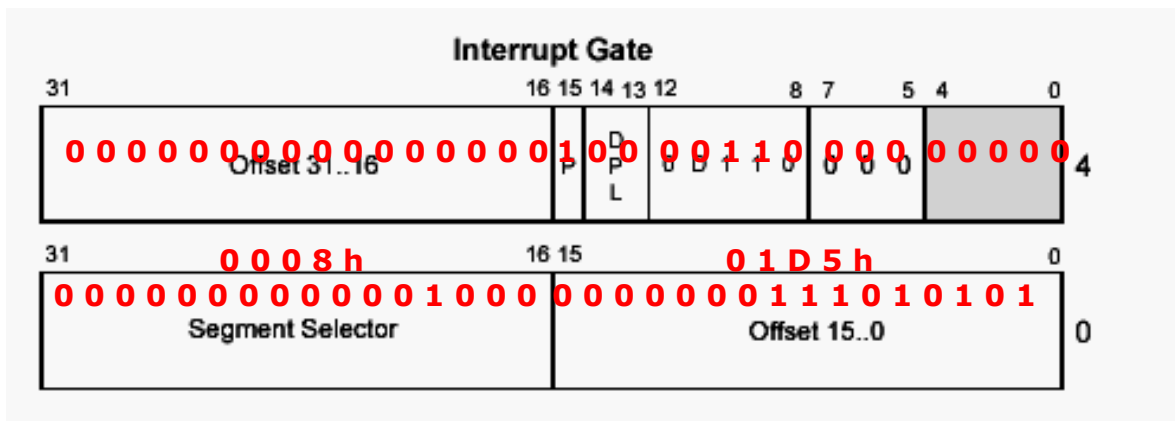 Interrupt Gate
31 16 15 14 13 12 8 7 5 4 0
0 0 0 0 0 0 0 0 0 0 0 0 0 0 0 0 1 0 0 0 0 1 1 0 0 0 0 0 0 0 0 0
Offset 31..16 P DPL 0 D 1 1 0 0 0 0 4
31 0 0 0 8 h 16 15 0 1 D 5 h 0
0 0 0 0 0 0 0 0 0 0 0 0 1 0 0 0 0 0 0 0 0 0 0 1 1 1 0 1 0 1 0 1
Segment Selector Offset 15..0 0